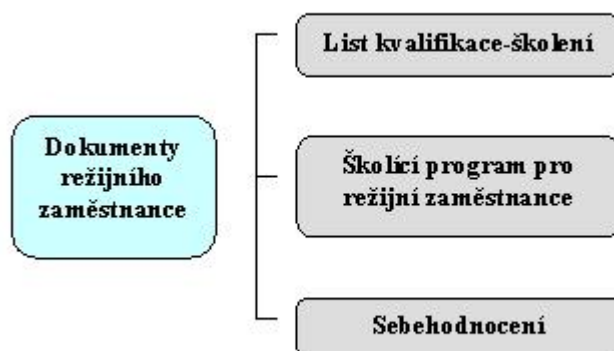 Dokumenty
režijního
zaměstnance
List kvalifikace-školení
Školící program pro
režijní zaměstnance
Sebehodnocení